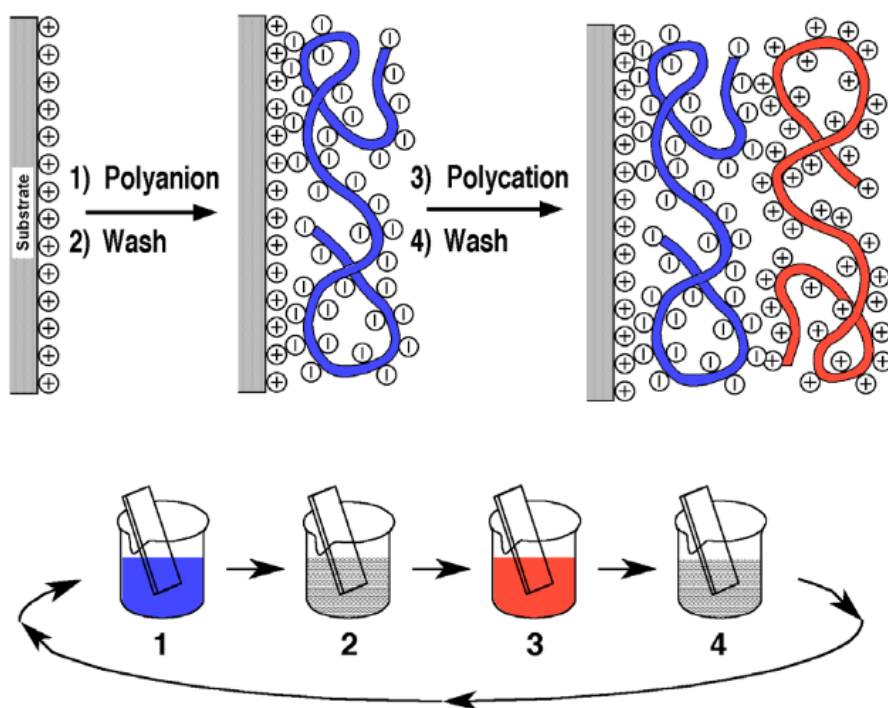 Substrate
1) Polyanion
2) Wash
3) Polycation
4) Wash
1
2
3
4